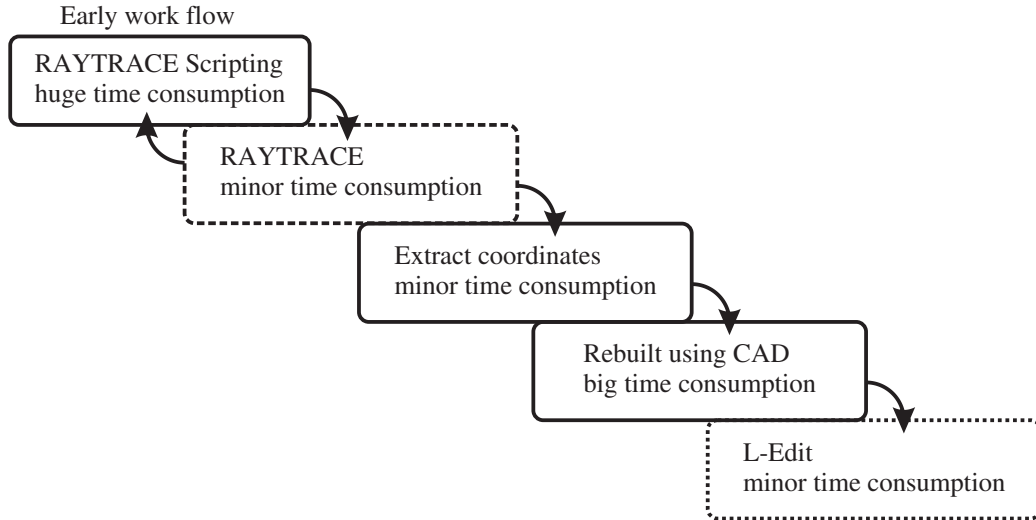 Early work flow
RAYTRACE Scripting
huge time consumption
RAYTRACE
minor time consumption
Extract coordinates
minor time consumption
Rebuilt using CAD
big time consumption
L-Edit
minor time consumption